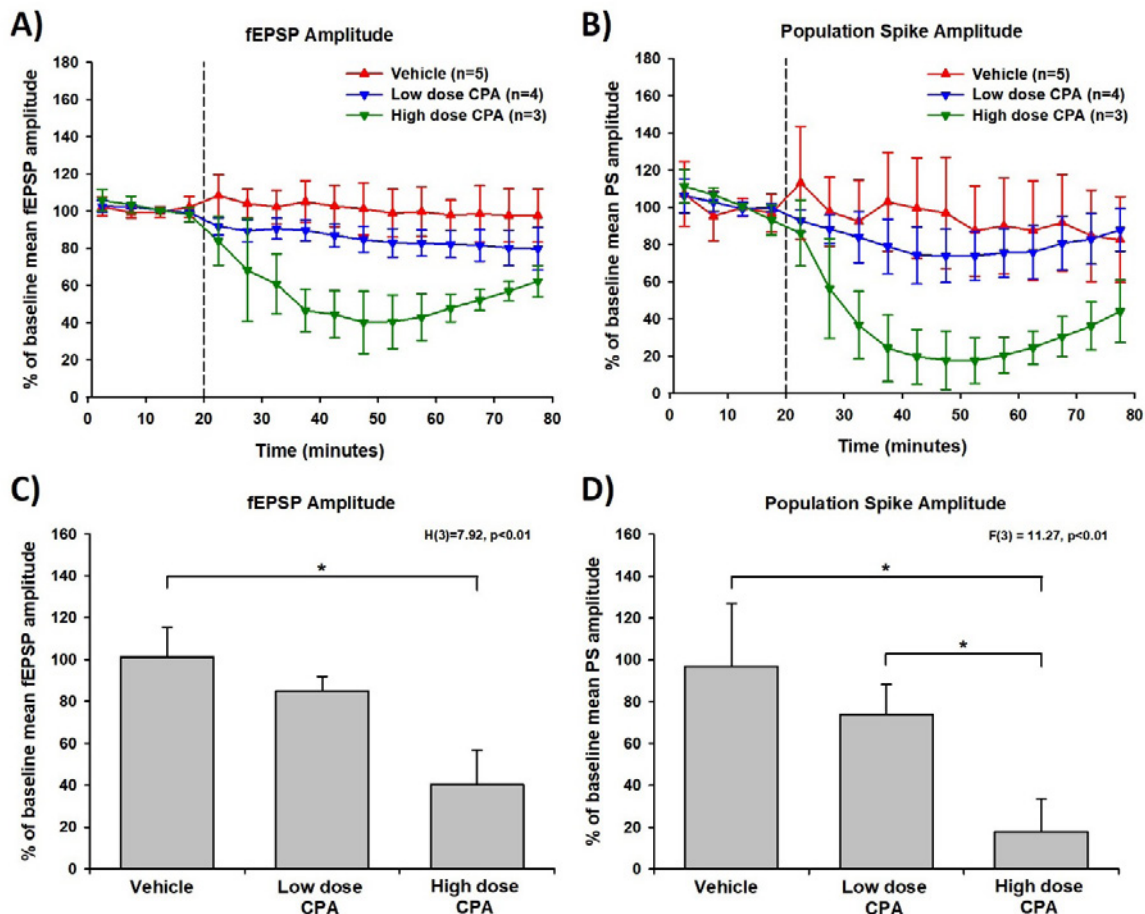 A)
fEPSP Amplitude
% of baseline mean fEPSP amplitude
180
160
140
120
100
80
60
40
20
0
Vehicle (n=5)
Low dose CPA (n=4)
High dose CPA (n=3)
0 10 20 30 40 50 60 70 80
Time (minutes)
B)
Population Spike Amplitude
% of baseline mean PS amplitude
180
160
140
120
100
80
60
40
20
0
Vehicle (n=5)
Low dose CPA (n=4)
High dose CPA (n=3)
0 10 20 30 40 50 60 70 80
Time (minutes)
C)
fEPSP Amplitude
% of baseline mean fEPSP amplitude
H(3)=7.92, p<0.01
160
140
120
100
80
60
40
20
0
*
Vehicle
Low dose
CPA
High dose
CPA
D)
Population Spike Amplitude
% of baseline mean PS amplitude
F(3) = 11.27, p<0.01
160
140
120
100
80
60
40
20
0
*
*
Vehicle
Low dose
CPA
High dose
CPA